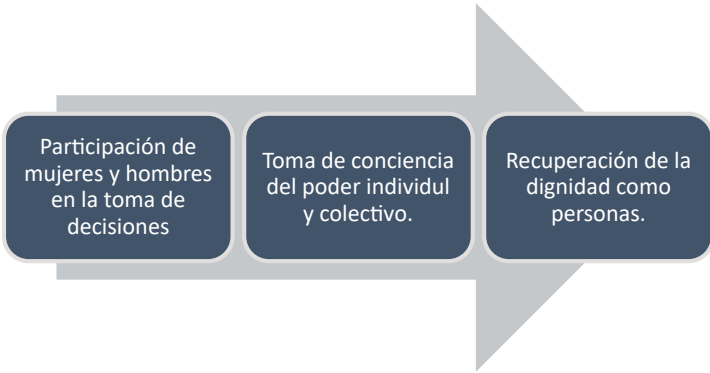 Participación de
mujeres y hombres
en la toma de
decisiones
Toma de conciencia
del poder individul
y colectivo.
Recuperación de la
dignidad como
personas.